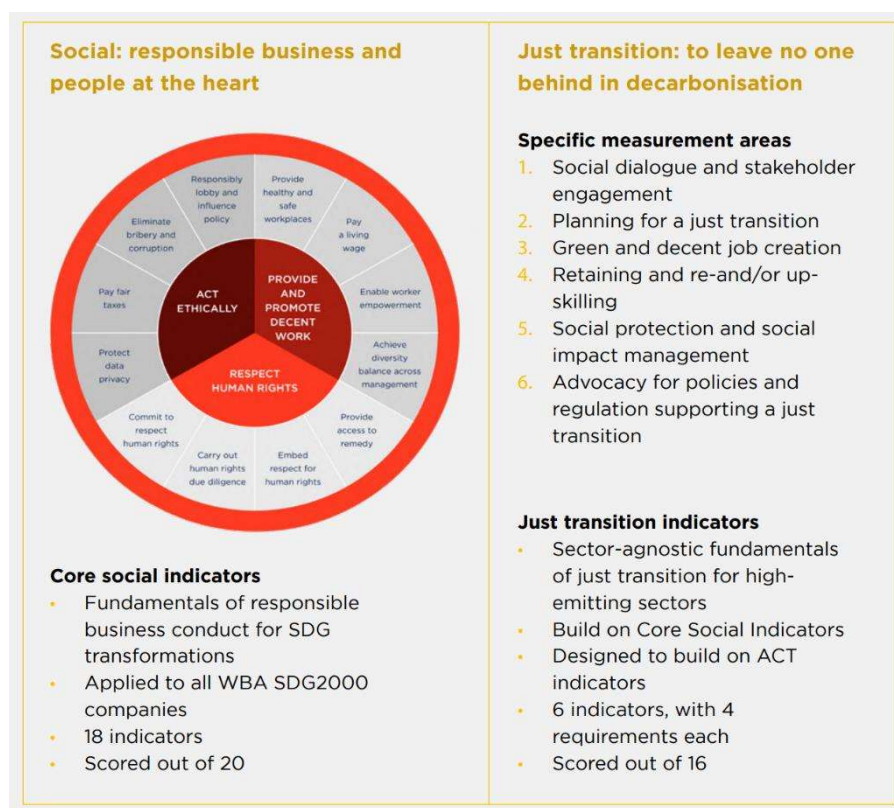 Social: responsible business and
people at the heart
Responsibly
lobby and
influence
policy
Provide
healthy and
safe
workplaces
Eliminate
bribery and
corruption
Pay
a living
wage
Pay fair
taxes
ACT
ETHICALLY
PROVIDE
AND
PROMOTE
DECENT
WORK
Enable worker
empowerment
Protect
data
privacy
RESPECT
HUMAN RIGHTS
Achieve
diversity
balance across
management
Commit to
respect
human rights
Carry out
human rights
due diligence
Embed
respect for
human rights
Provide
access to
remedy
Core social indicators
• Fundamentals of responsible
business conduct for SDG
transformations
• Applied to all WBA SDG2000
companies
• 18 indicators
• Scored out of 20
Just transition: to leave no one
behind in decarbonisation
Specific measurement areas
1. Social dialogue and stakeholder
engagement
2. Planning for a just transition
3. Green and decent job creation
4. Retaining and re-and/or up-
skilling
5. Social protection and social
impact management
6. Advocacy for policies and
regulation supporting a just
transition
Just transition indicators
• Sector-agnostic fundamentals
of just transition for high-
emitting sectors
• Build on Core Social Indicators
• Designed to build on ACT
indicators
• 6 indicators, with 4
requirements each
• Scored out of 16